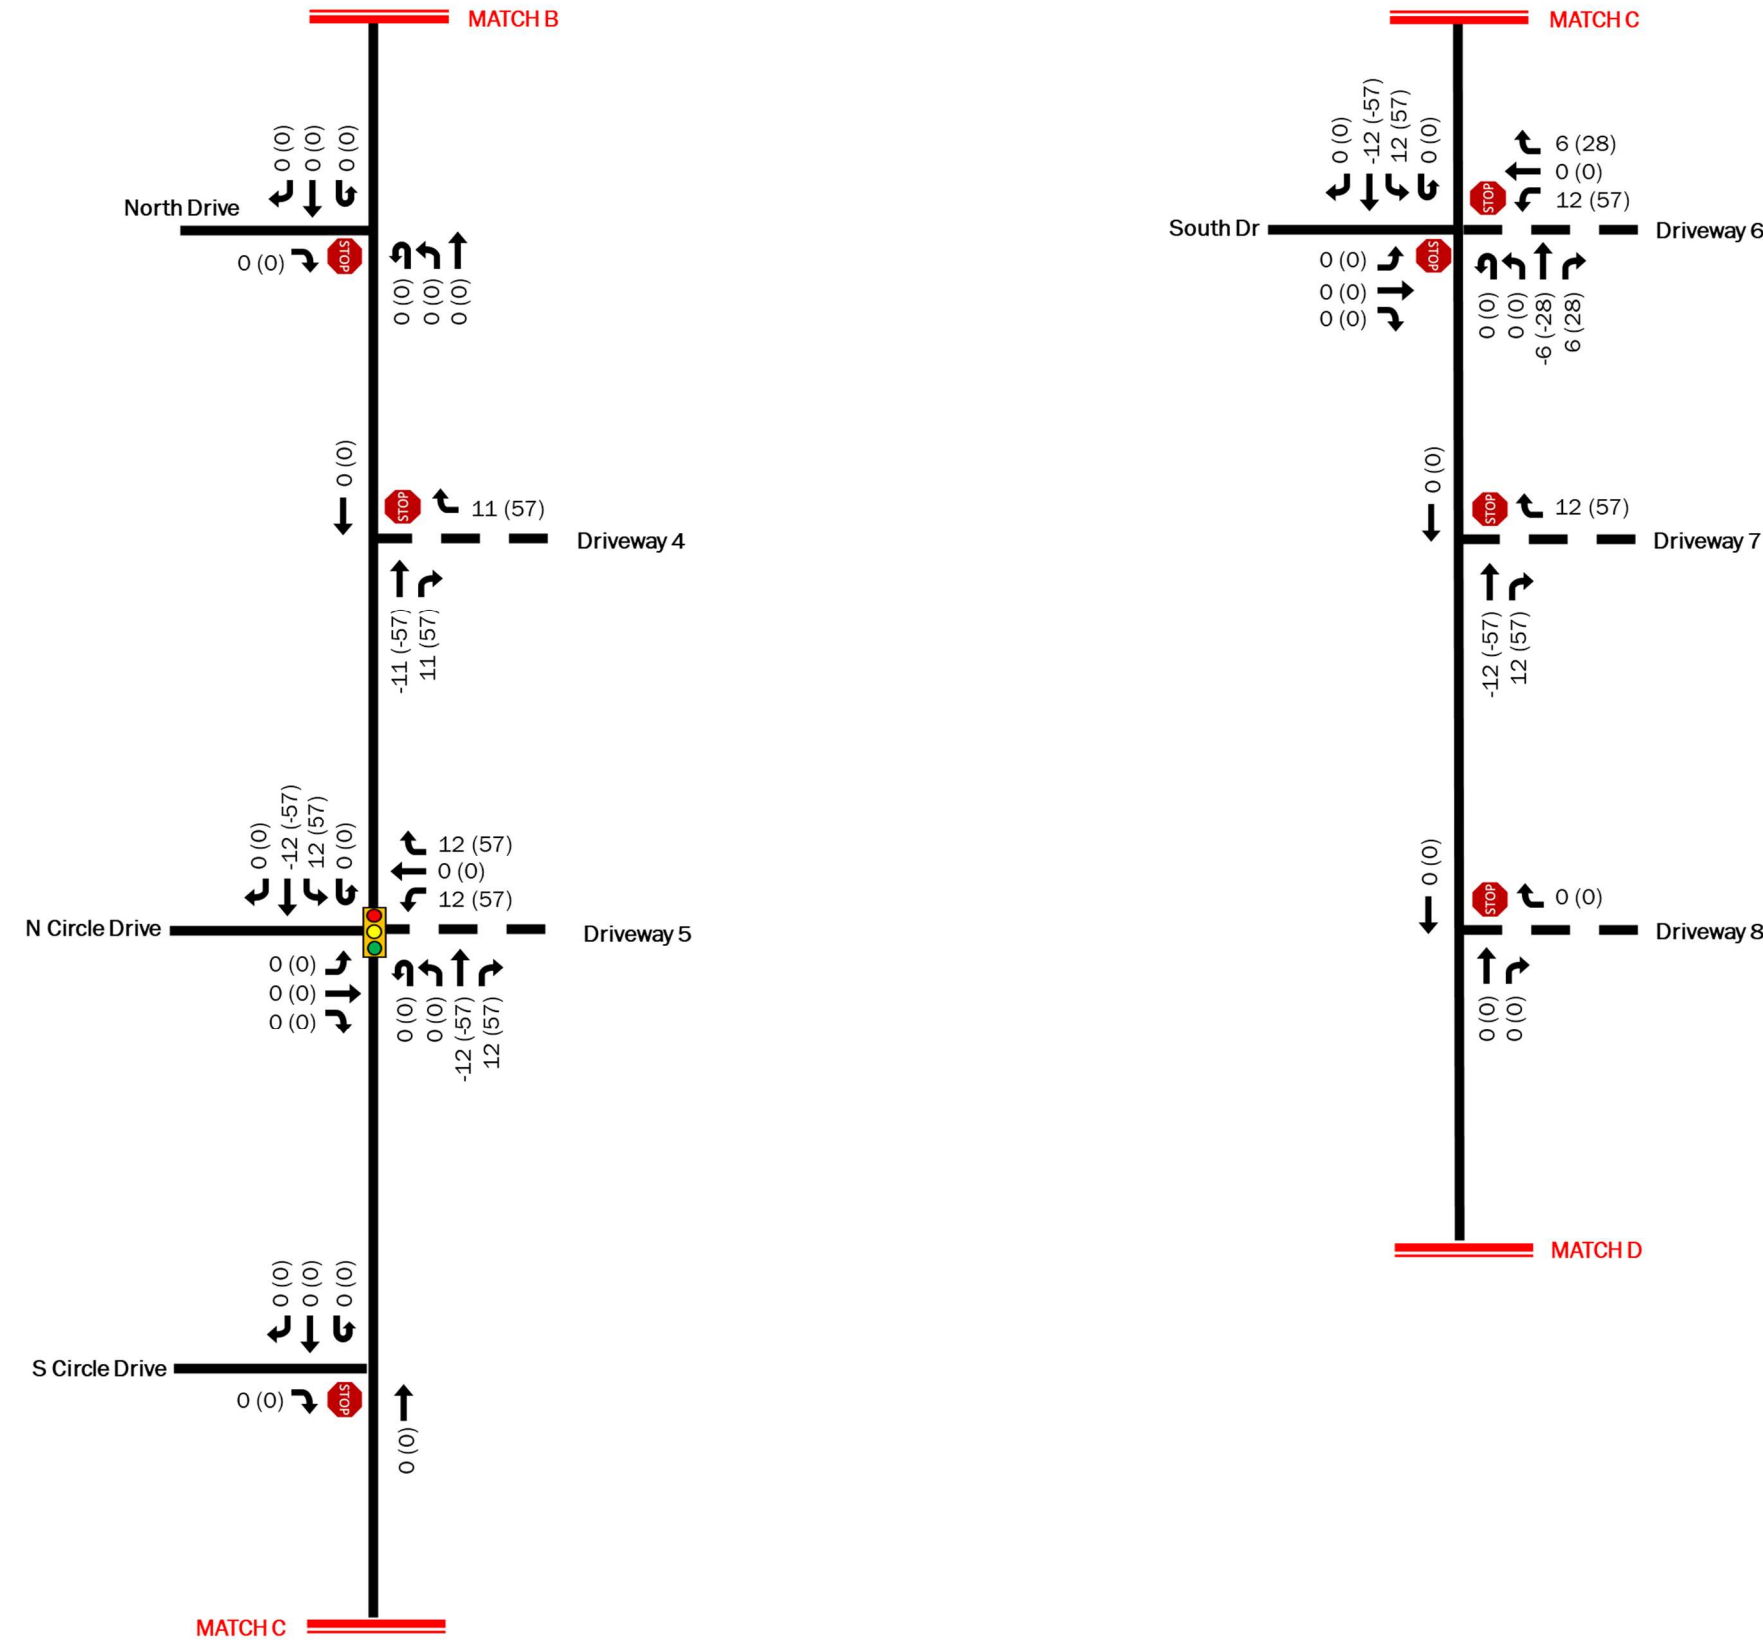 MATCH B
0 (0)
0 (0)
0 (0)
North Drive
0 (0)
STOP
0 (0)
0 (0)
0 (0)
0 (0)
STOP
11 (57)
Driveway 4
-11 (-57)
11 (57)
0 (0)
-12 (-57)
12 (57)
0 (0)
12 (57)
0 (0)
12 (57)
N Circle Drive
Driveway 5
0 (0)
0 (0)
0 (0)
0 (0)
0 (0)
-12 (-57)
12 (57)
0 (0)
0 (0)
0 (0)
S Circle Drive
0 (0)
STOP
0 (0)
MATCH C
MATCH C
0 (0)
-12 (-57)
12 (57)
0 (0)
6 (28)
0 (0)
STOP
12 (57)
South Dr
Driveway 6
0 (0)
STOP
0 (0)
0 (0)
0 (0)
0 (0)
-6 (-28)
6 (28)
0 (0)
STOP
12 (57)
Driveway 7
-12 (-57)
12 (57)
0 (0)
STOP
0 (0)
Driveway 8
0 (0)
0 (0)
MATCH D